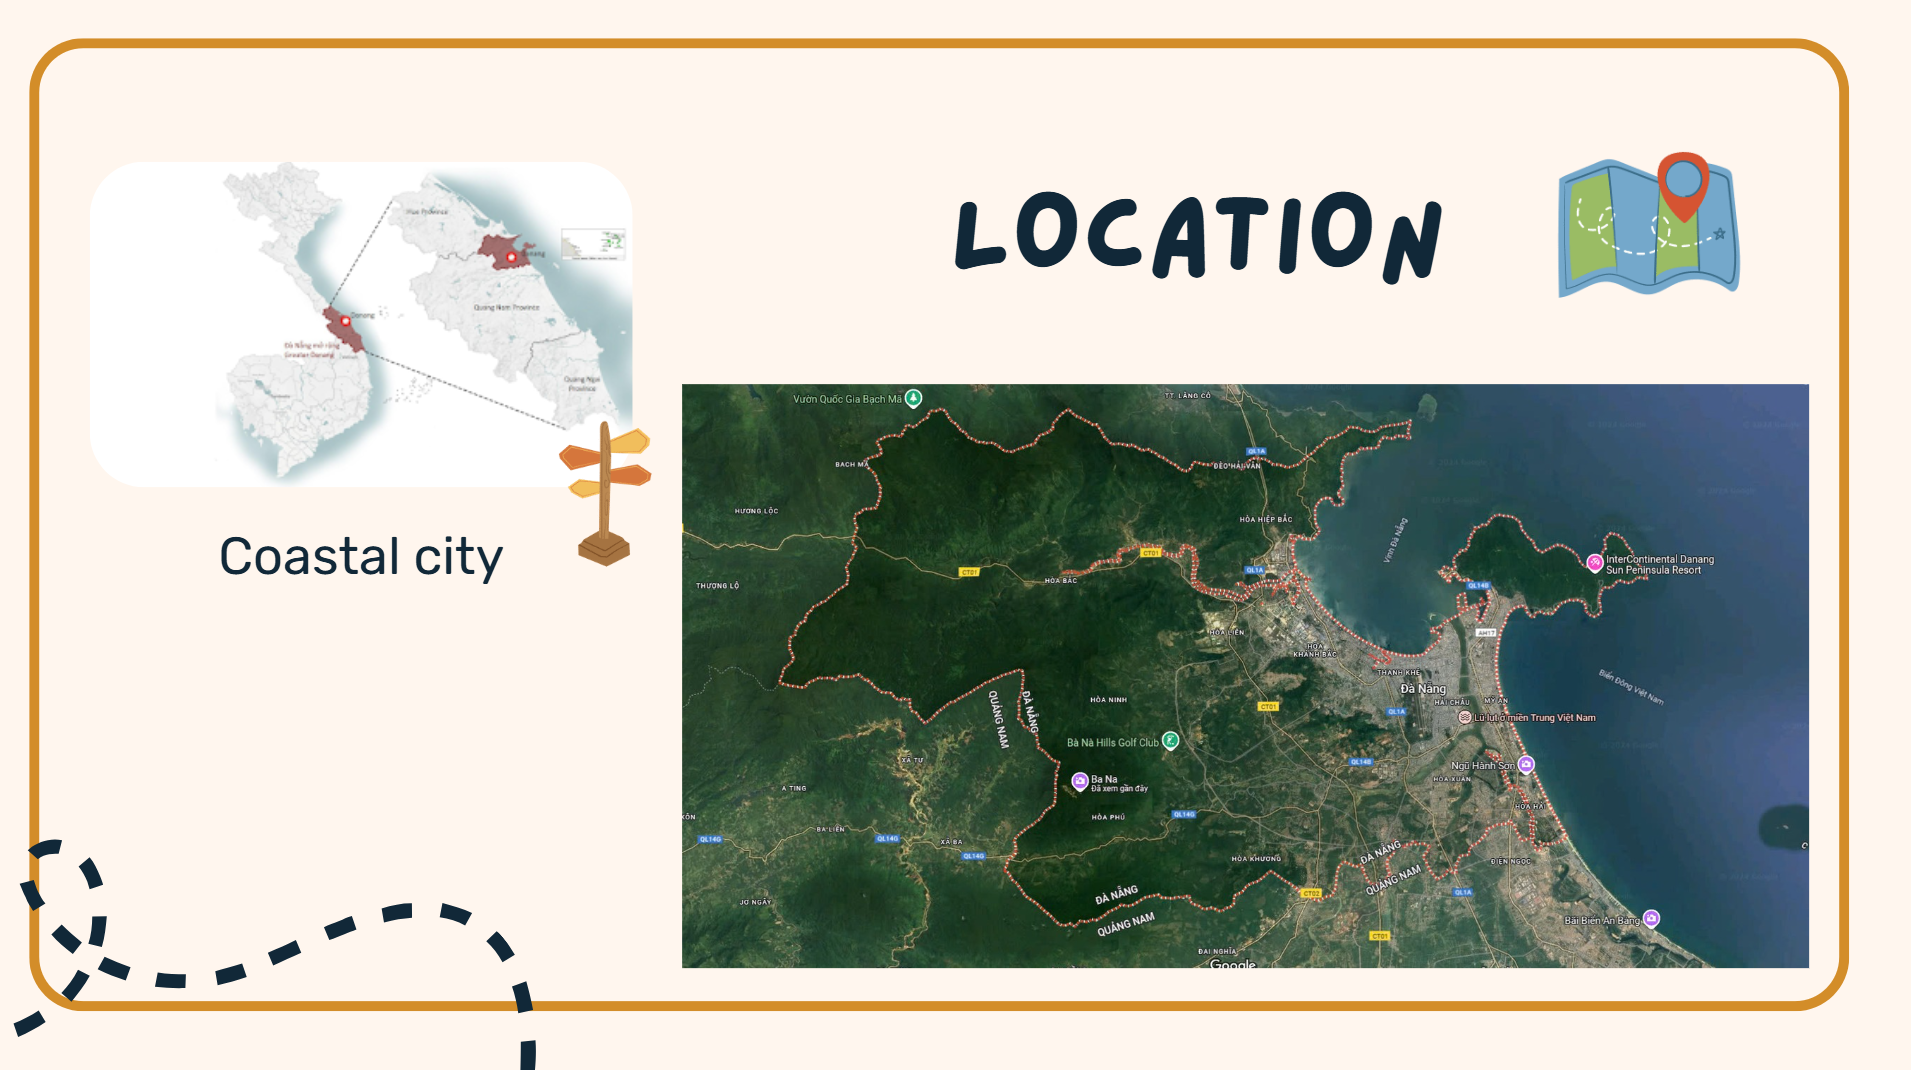 LOCATION
Hue Province
Danang
Quang Nam Province
Danang
Đà Nẵng mở rộng
Greater Danang
Quang Ngai
Province
Coastal city
Vườn Quốc Gia Bạch Mã
TT. LĂNG CÔ
QL1A
BẠCH MÃ
ĐÈO HẢI VÂN
HƯƠNG LỘC
HÒA HIỆP BẮC
Vịnh Đà Nẵng
CT01
InterContinental Danang
Sun Peninsula Resort
CT01
QL1A
HÒA BẮC
THƯỢNG LỘ
QL14B
HÒA LIÊN
AH17
HÒA
KHÁNH BẮC
THANH KHÊ
Biển Đông Việt Nam
Đà Nẵng
HẢI CHÂU
MỸ AN
HÒA NINH
CT01
QL1A
QUẢNG NAM
ĐÀ NẴNG
Lũ lụt ở miền Trung Việt Nam
Bà Nà Hills Golf Club
XÃ TƯ
QL14B
Ngũ Hành Sơn
HÒA XUÂN
Ba Na
Đã xem gần đây
A TING
HÒA HẢI
HÒA PHÚ
QL14G
BA LIÊN
QL14G
QL14G
XÃ BA
QL14G
HÒA KHƯƠNG
ĐÀ NẴNG
QUẢNG NAM
ĐIỆN NGỌC
ĐÀ NẴNG
QUẢNG NAM
CT02
QL1A
JƠ NGÂY
Bãi Biển An Bàng
CT01
ĐẠI NGHĨA
Google